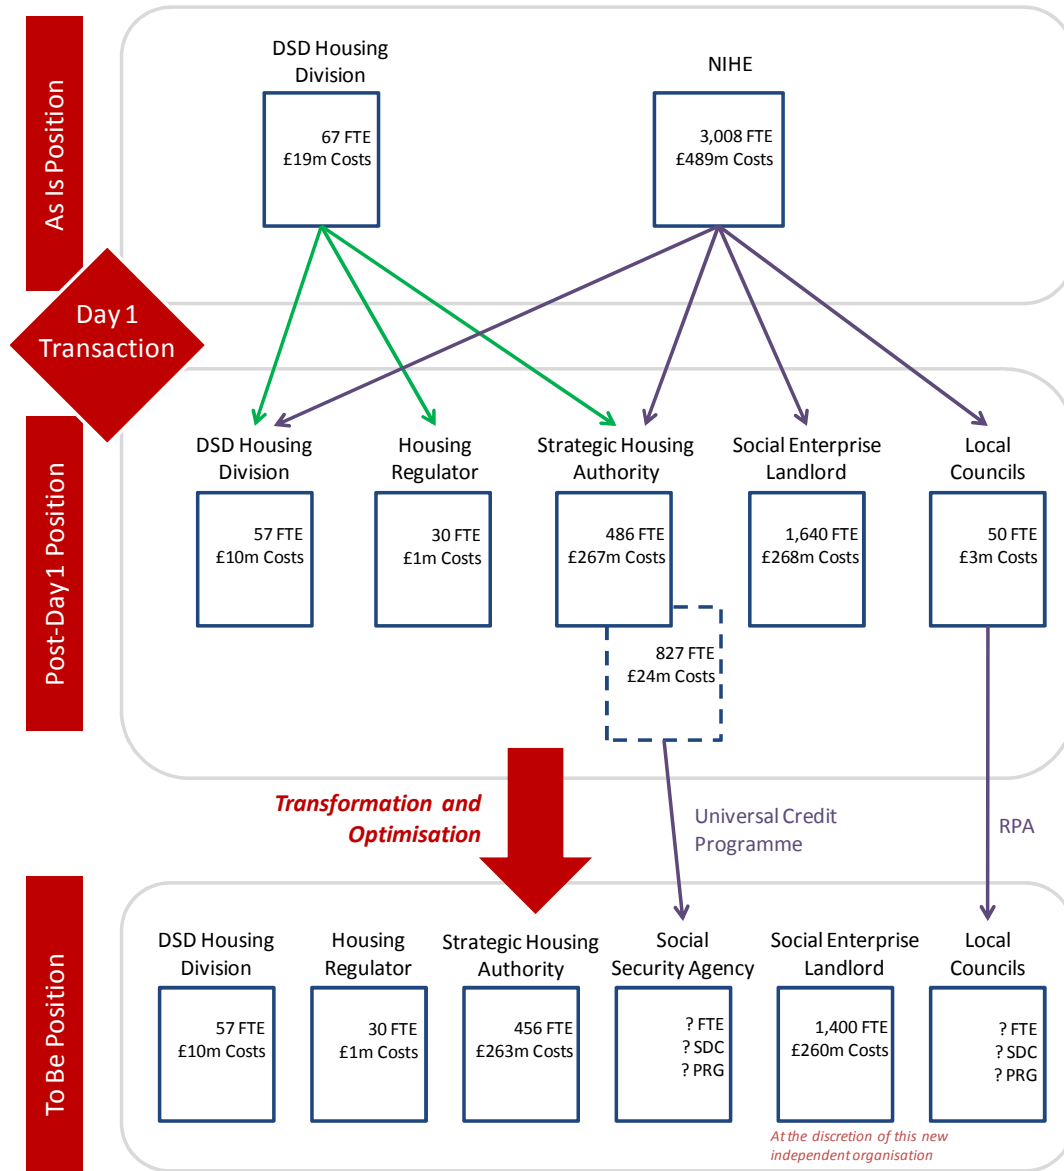 As Is Position
DSD Housing
Division
67 FTE
£19m Costs
NIHE
3,008 FTE
£489m Costs
Day 1
Transaction
Post-Day 1 Position
DSD Housing
Division
57 FTE
£10m Costs
Housing
Regulator
30 FTE
£1m Costs
Strategic Housing
Authority
486 FTE
£267m Costs
827 FTE
£24m Costs
Social Enterprise
Landlord
1,640 FTE
£268m Costs
Local
Councils
50 FTE
£3m Costs
Transformation and
Optimisation
Universal Credit
Programme
RPA
To Be Position
DSD Housing
Division
57 FTE
£10m Costs
Housing
Regulator
30 FTE
£1m Costs
Strategic Housing
Authority
456 FTE
£263m Costs
Social
Security Agency
? FTE
? SDC
? PRG
Social Enterprise
Landlord
1,400 FTE
£260m Costs
At the discretion of this new
independent organisation
Local
Councils
? FTE
? SDC
? PRG